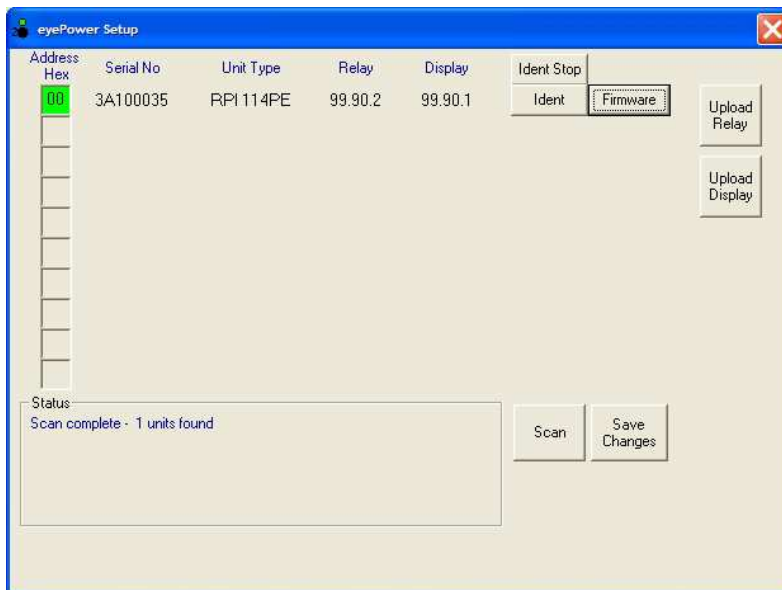 eyePower Setup
Address
Hex
Serial No
Unit Type
Relay
Display
Ident Stop
00
3A100035
RPI 114PE
99.90.2
99.90.1
Ident
Firmware
Upload
Relay
Upload
Display
Status
Scan complete - 1 units found
Scan
Save
Changes